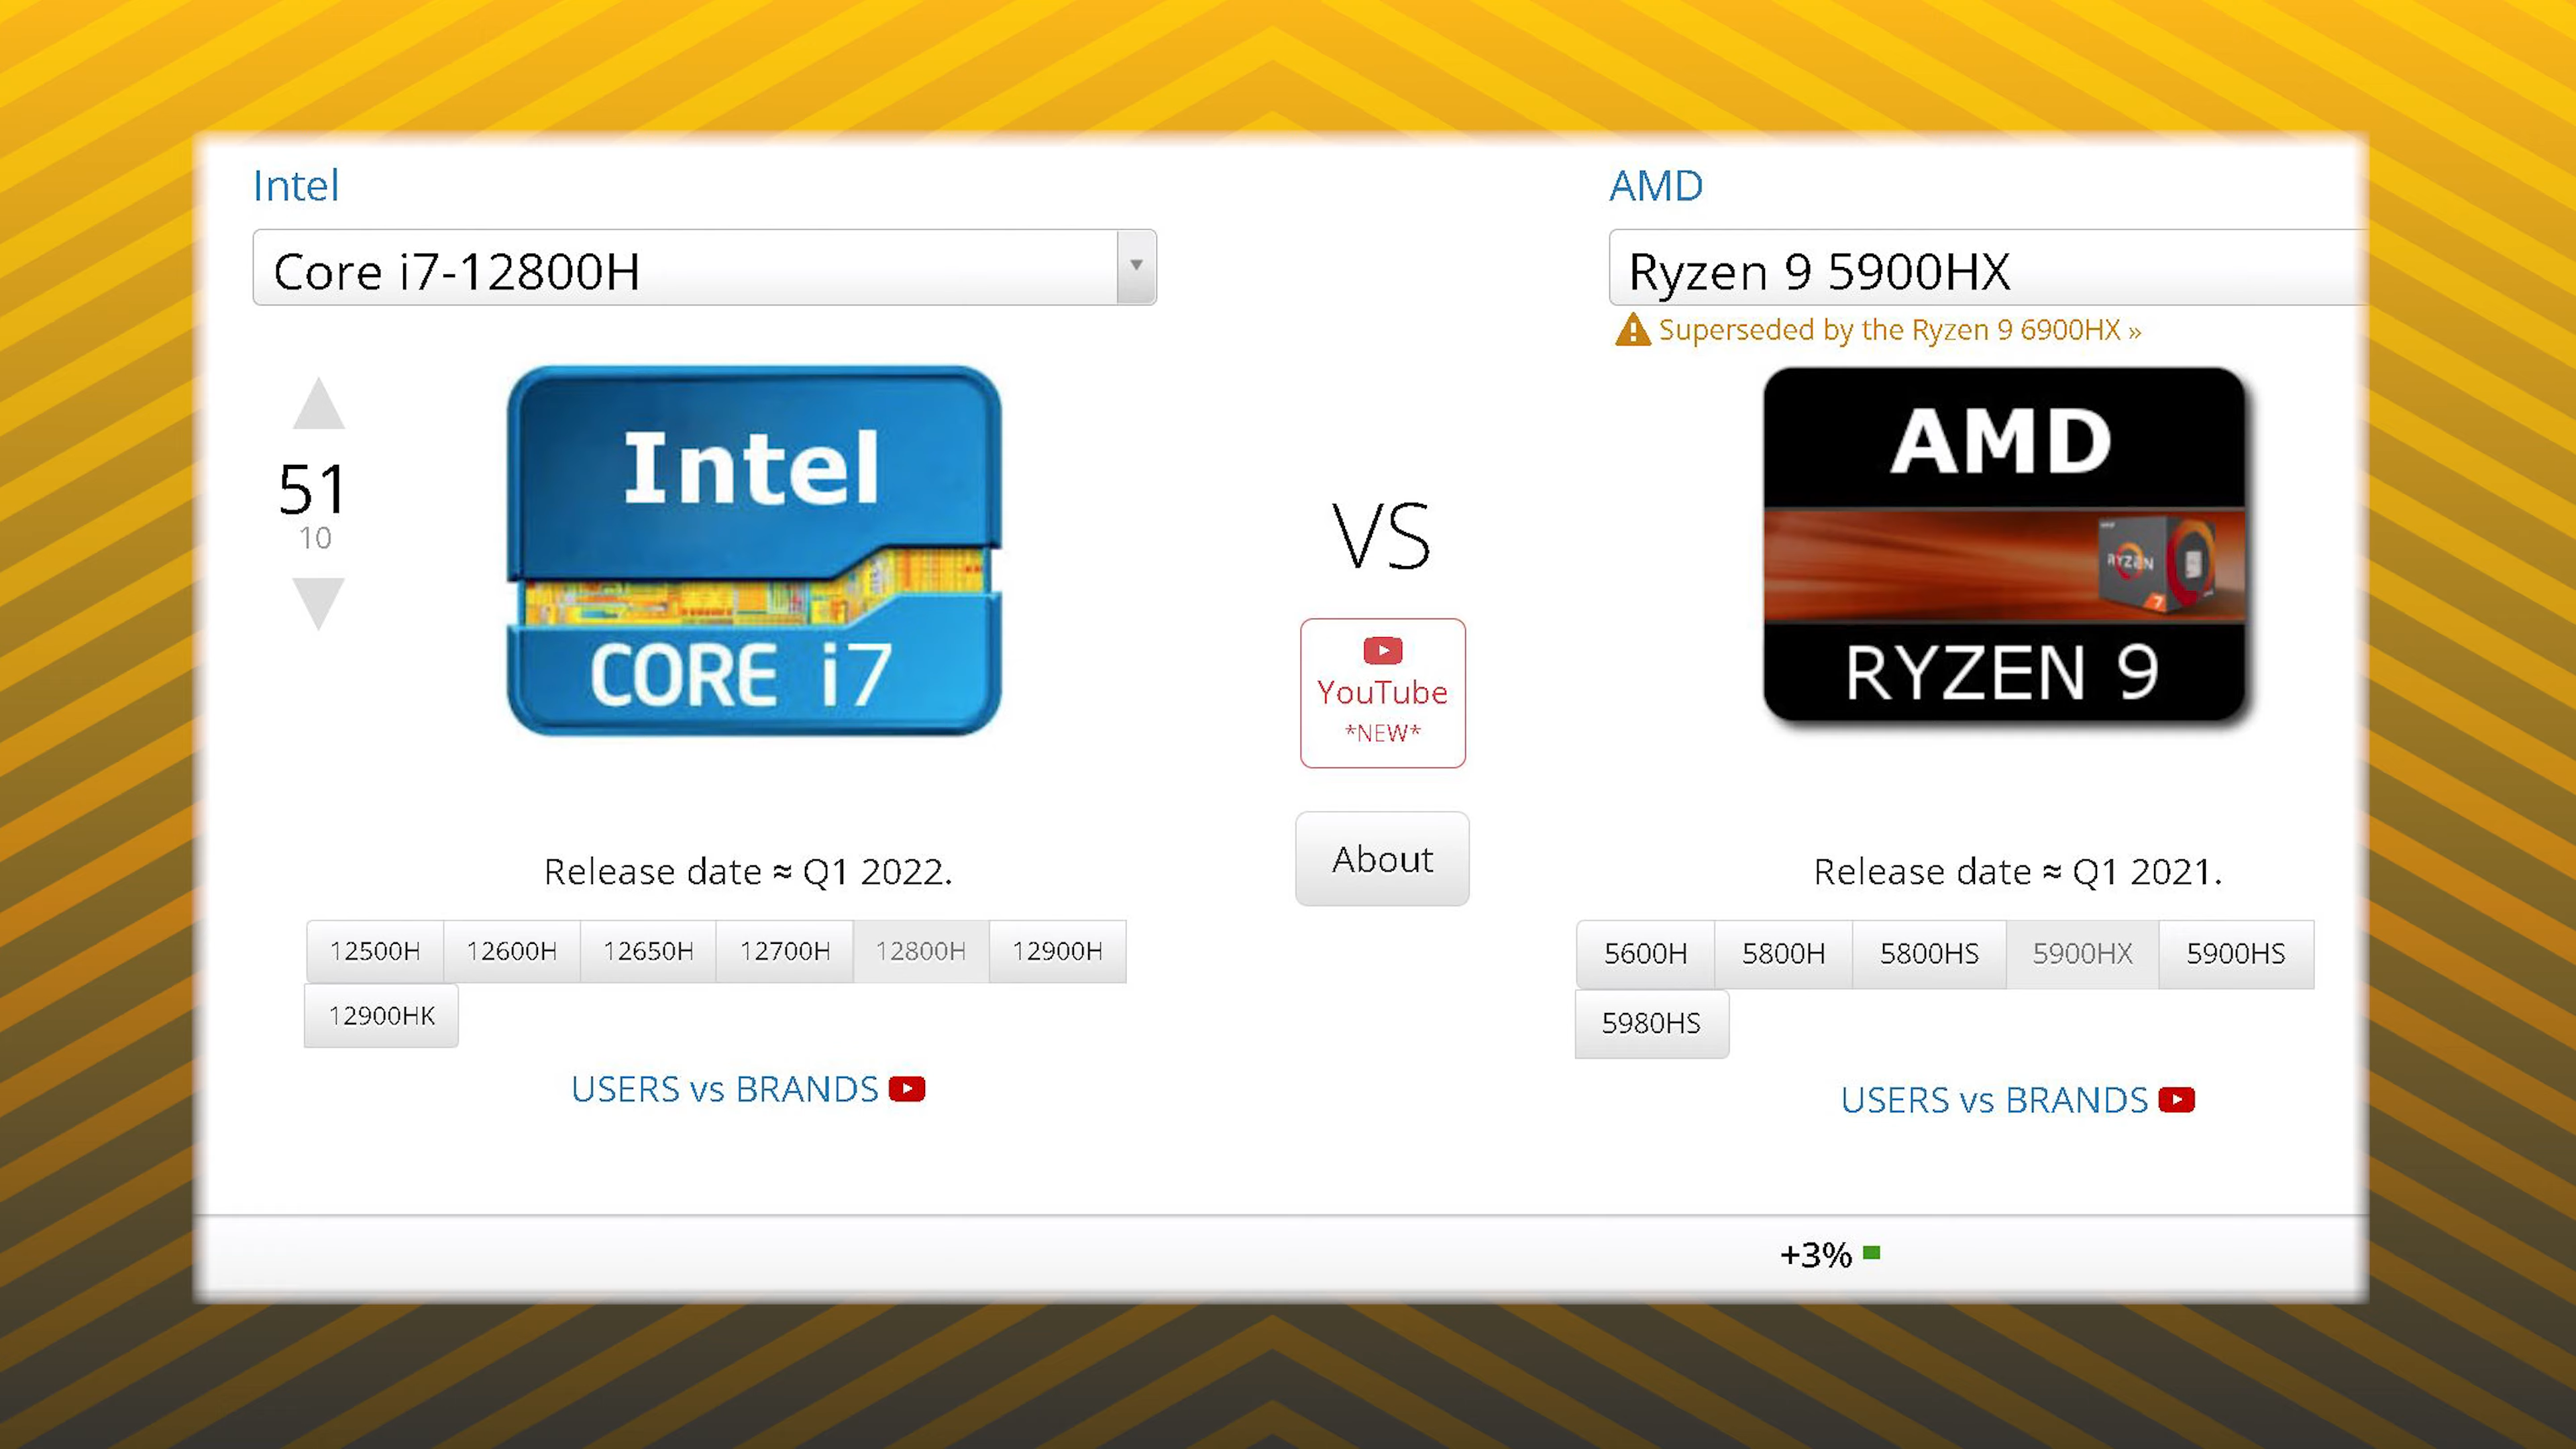 Intel
AMD
Core i7-12800H
Ryzen 9 5900HX
Superseded by the Ryzen 9 6900HX »
51
10
Intel
CORE i7
VS
YouTube
*NEW*
About
AMD
RYZEN
7
RYZEN 9
Release date ≈ Q1 2022.
Release date ≈ Q1 2021.
12500H 12600H 12650H 12700H 12800H 12900H
12900HK
5600H 5800H 5800HS 5900HX 5900HS
5980HS
USERS vs BRANDS
USERS vs BRANDS
+3%